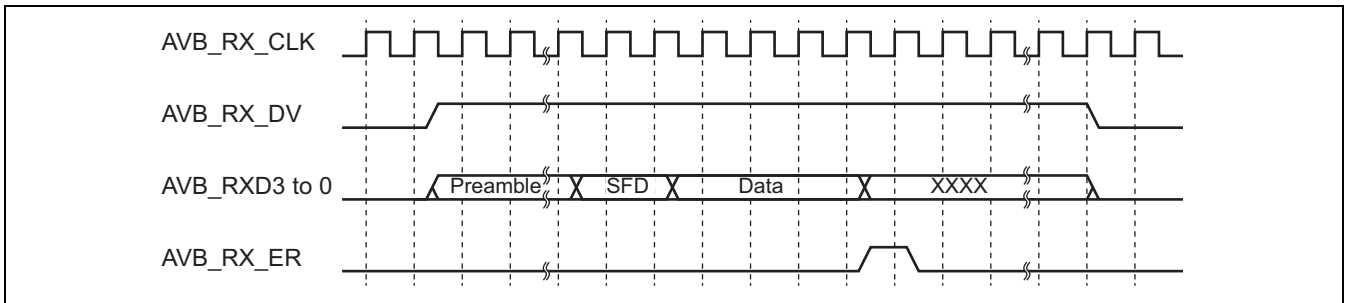 AVB_RX_CLK
AVB_RX_DV
AVB_RXD3 to 0 Preamble SFD Data XXXX
AVB_RX_ER